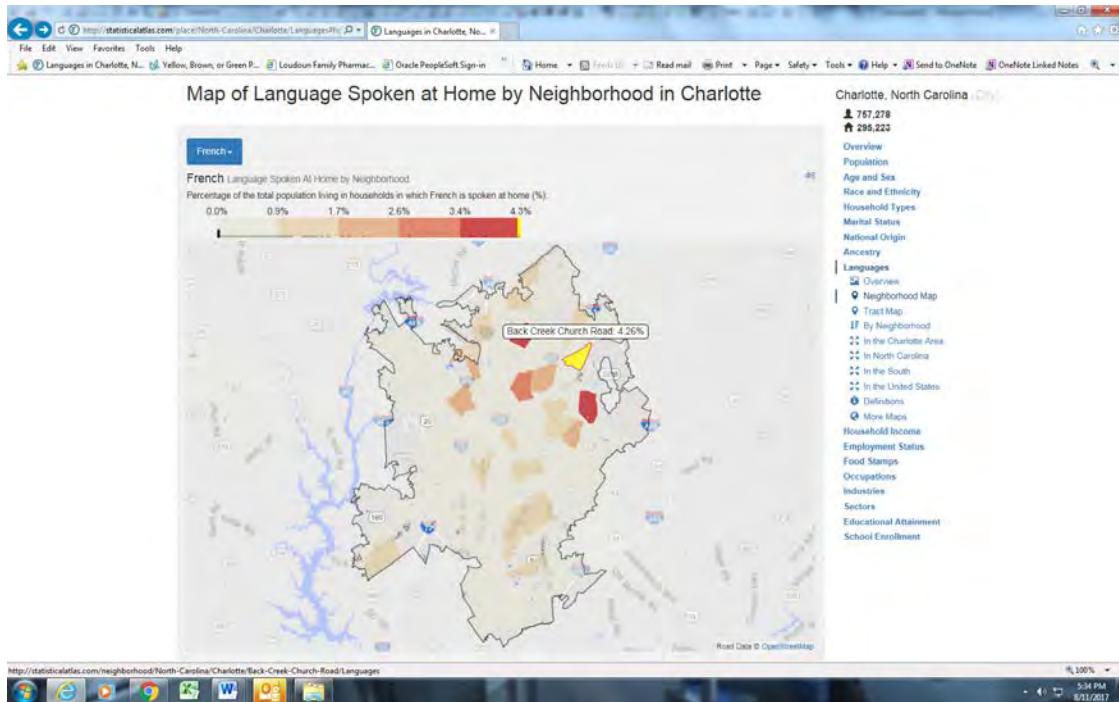 http://statisticalatlas.com/place/North-Carolina/Charlotte/Languages#fig
Languages in Charlotte, No...
File Edit View Favorites Tools Help
Languages in Charlotte, N... Yellow, Brown, or Green P... Loudoun Family Pharmac... Oracle PeopleSoft Sign-in Home Read mail Print Page Safety Tools Help Send to OneNote OneNote Linked Notes
Map of Language Spoken at Home by Neighborhood in Charlotte
French
French Language Spoken At Home by Neighborhood
#6
Percentage of the total population living in households in which French is spoken at home (%):
0.0% 0.9% 1.7% 2.6% 3.4% 4.3%
Back Creek Church Road: 4.26%
160
Road Data © OpenStreetMap
Charlotte, North Carolina (City)
767,278
295,223
Overview
Population
Age and Sex
Race and Ethnicity
Household Types
Marital Status
National Origin
Ancestry
Languages
Overview
Neighborhood Map
Tract Map
By Neighborhood
In the Charlotte Area
In North Carolina
In the South
In the United States
Definitions
More Maps
Household Income
Employment Status
Food Stamps
Occupations
Industries
Sectors
Educational Attainment
School Enrollment
http://statisticalatlas.com/neighborhood/North-Carolina/Charlotte/Back-Creek-Church-Road/Languages
100%
5:34 PM
8/11/2017